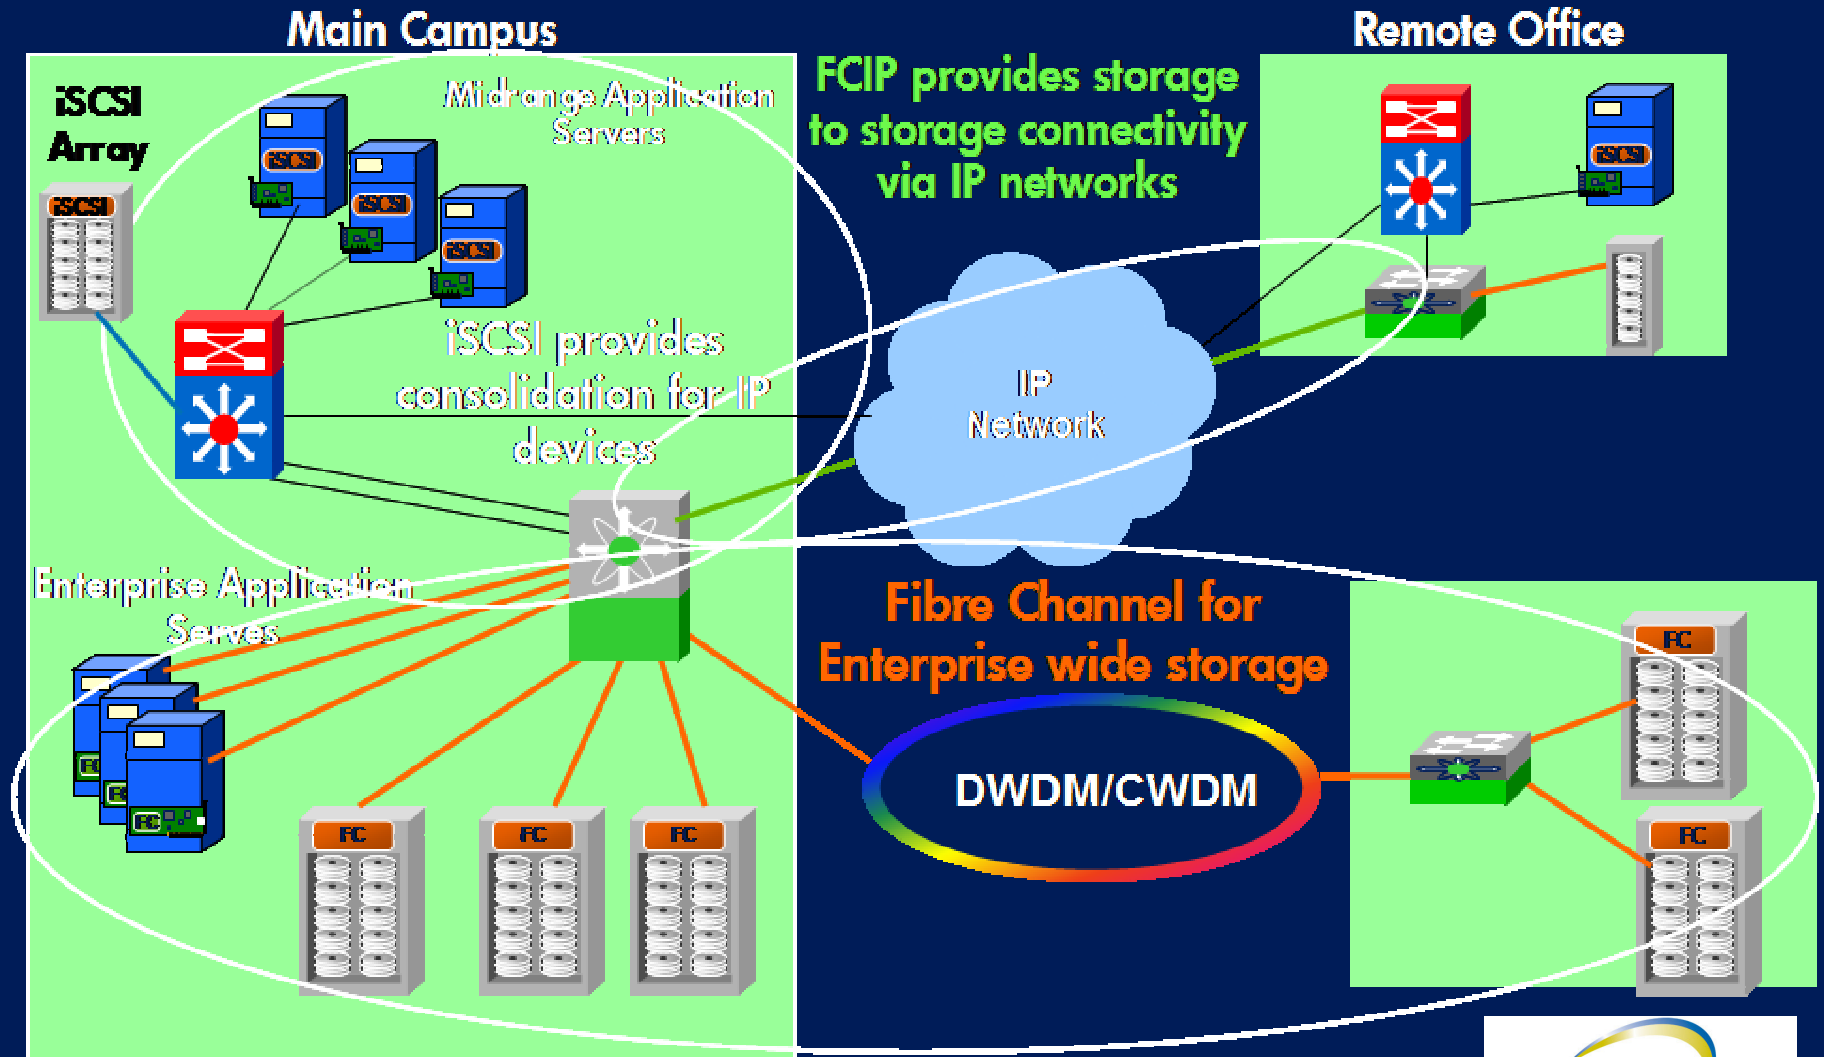 Main Campus
Remote Office
iSCSI
Array
Midrange Application
Servers
FCIP provides storage
to storage connectivity
via IP networks
iSCSI
iSCSI
iSCSI
iSCSI
iSCSI
iSCSI provides
consolidation for IP
devices
IP
Network
Enterprise Application
Serves
Fibre Channel for
Enterprise wide storage
DWDM/CWDM
FC
FC
FC
FC
FC
FC
FC